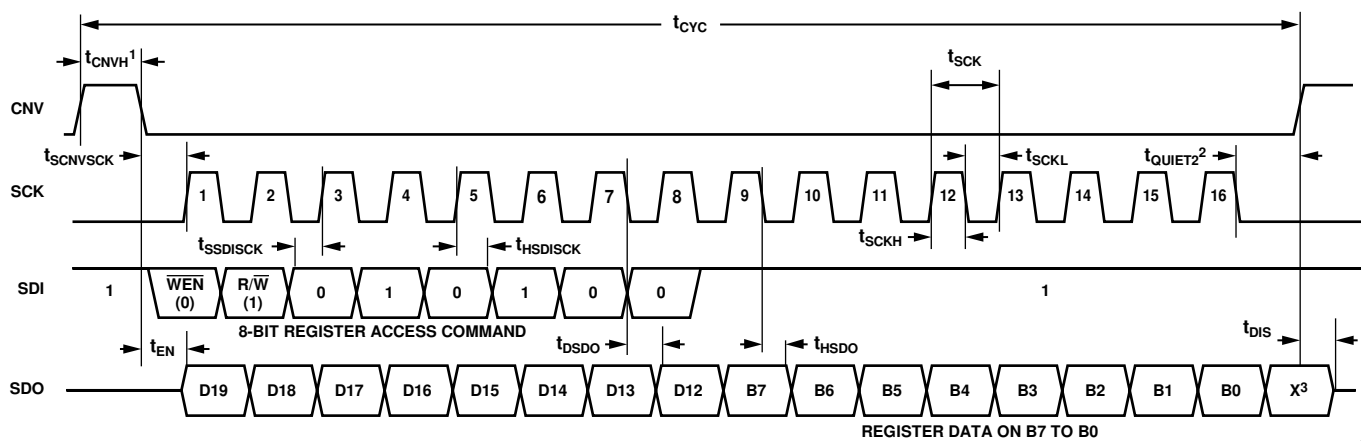 tCYC
tCNVH1
tSCK
CNV
tSCNVSCK
tSCKL
tQUIET22
SCK
1 2 3 4 5 6 7 8 9 10 11 12 13 14 15 16
tSSDISCK
tHSDISCK
tSCKH
SDI
1
WEN
(0)
R/W
(1)
0 1 0 1 0 0
1
8-BIT REGISTER ACCESS COMMAND
tEN
tDSDO
tHSDO
tDIS
SDO
D19 D18 D17 D16 D15 D14 D13 D12 B7 B6 B5 B4 B3 B2 B1 B0 X3
REGISTER DATA ON B7 TO B0